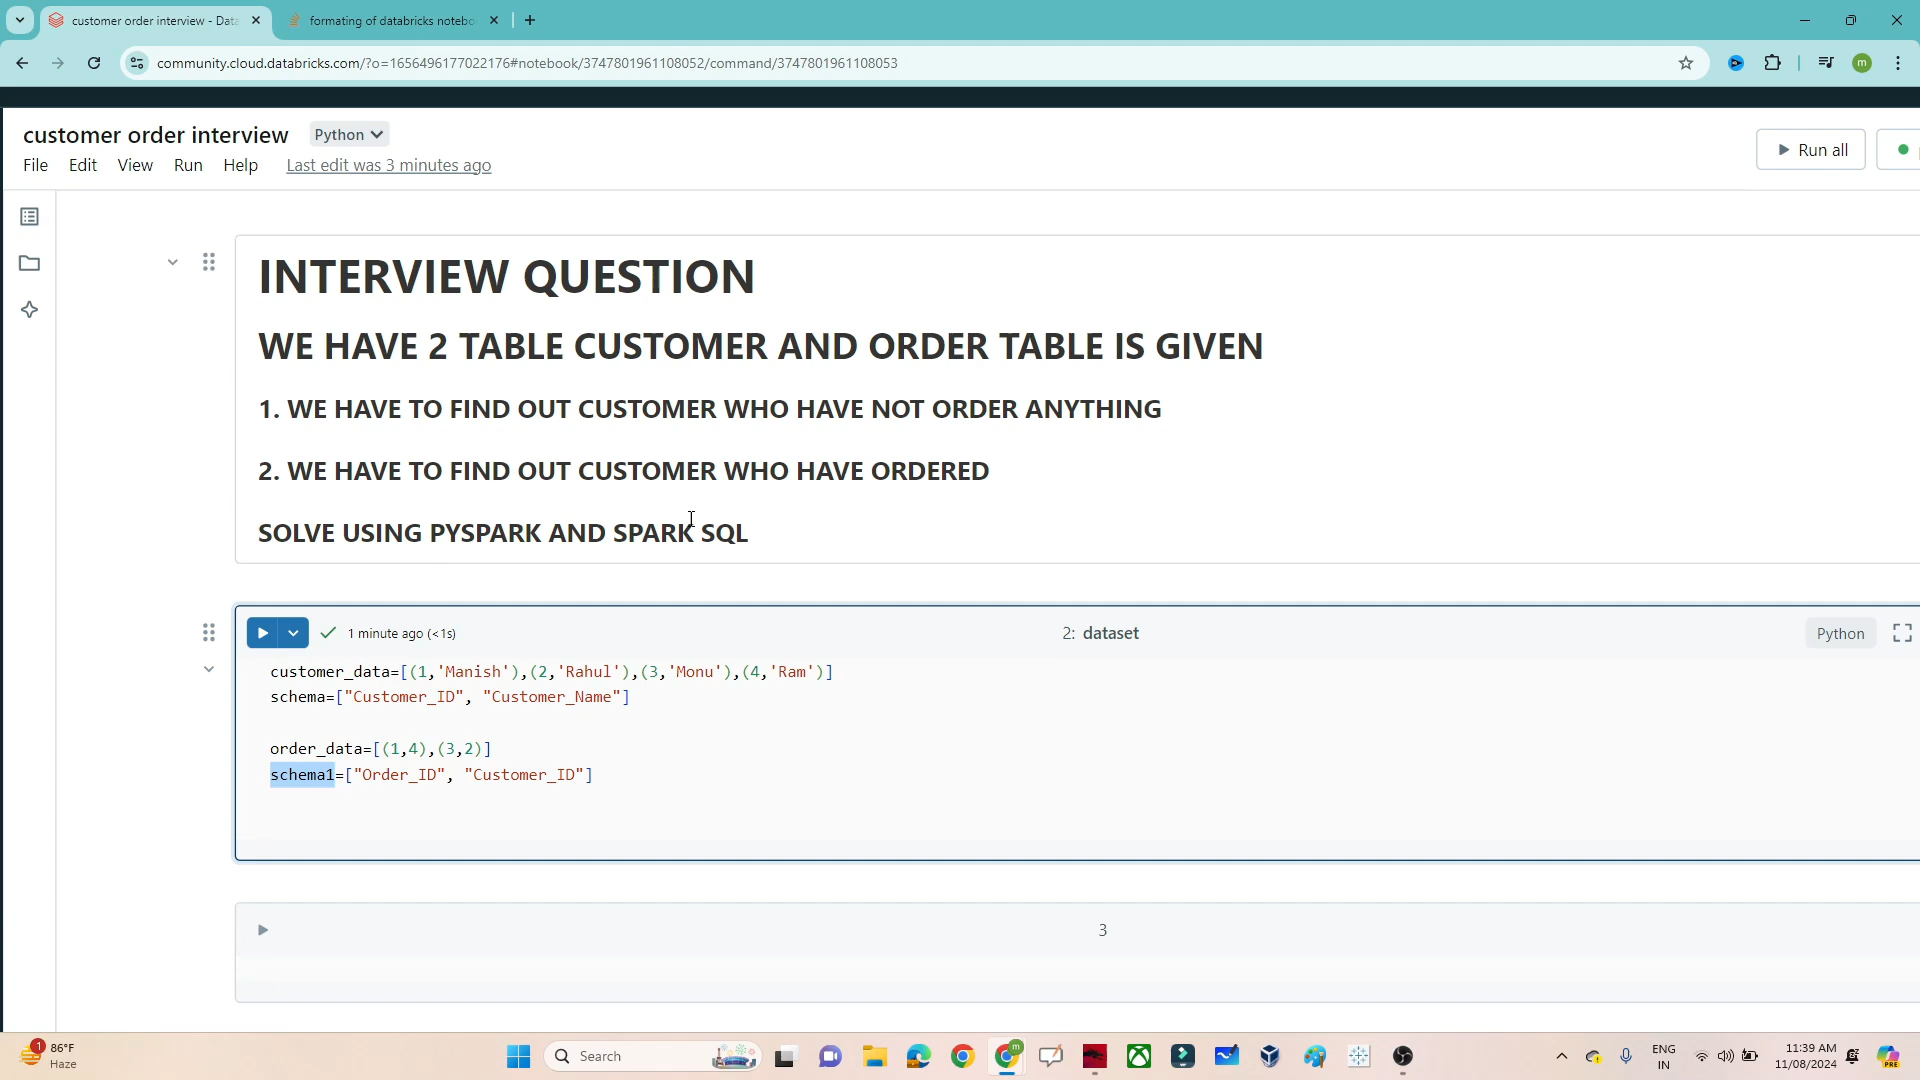 customer order interview - Data
formating of databricks notebo
community.cloud.databricks.com/?o=1656496177022176#notebook/3747801961108052/command/3747801961108053
m
customer order interview
Python
File Edit View Run Help Last edit was 3 minutes ago
Run all
INTERVIEW QUESTION
WE HAVE 2 TABLE CUSTOMER AND ORDER TABLE IS GIVEN
1. WE HAVE TO FIND OUT CUSTOMER WHO HAVE NOT ORDER ANYTHING
2. WE HAVE TO FIND OUT CUSTOMER WHO HAVE ORDERED
SOLVE USING PYSPARK AND SPARK SQL
1 minute ago (<1s)
2: dataset
Python
customer_data=[(1,'Manish'),(2,'Rahul'),(3,'Monu'),(4,'Ram')]
schema=["Customer_ID", "Customer_Name"]
order_data=[(1,4),(3,2)]
schema1=["Order_ID", "Customer_ID"]
3
1
86°F
Haze
Search
m
ENG
IN
11:39 AM
11/08/2024
PRE